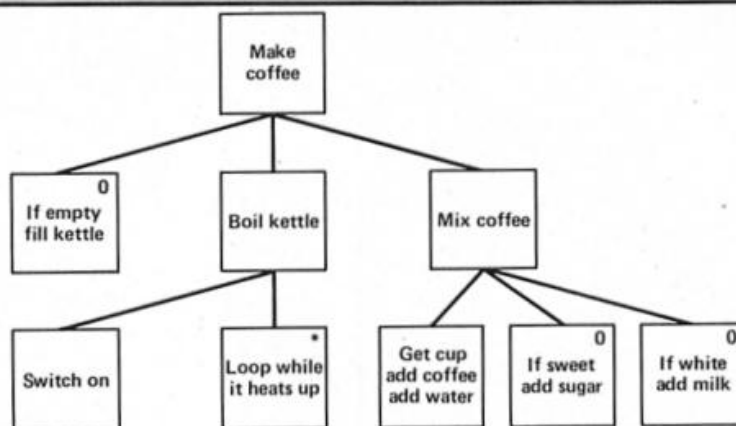 Make
coffee
0
If empty
fill kettle
Boil kettle
Mix coffee
Switch on
*
Loop while
it heats up
Get cup
add coffee
add water
0
If sweet
add sugar
0
If white
add milk